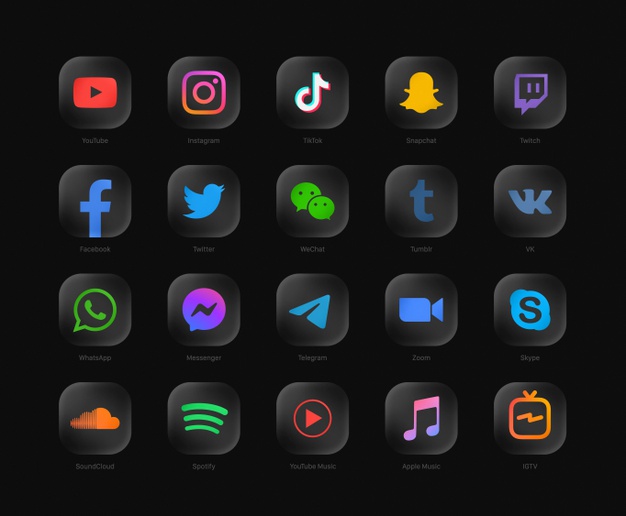 YouTube
Instagram
TikTok
Snapchat
Twitch
Facebook
Twitter
WeChat
Tumblr
VK
WhatsApp
Messenger
Telegram
Zoom
Skype
SoundCloud
Spotify
YouTube Music
Apple Music
IGTV